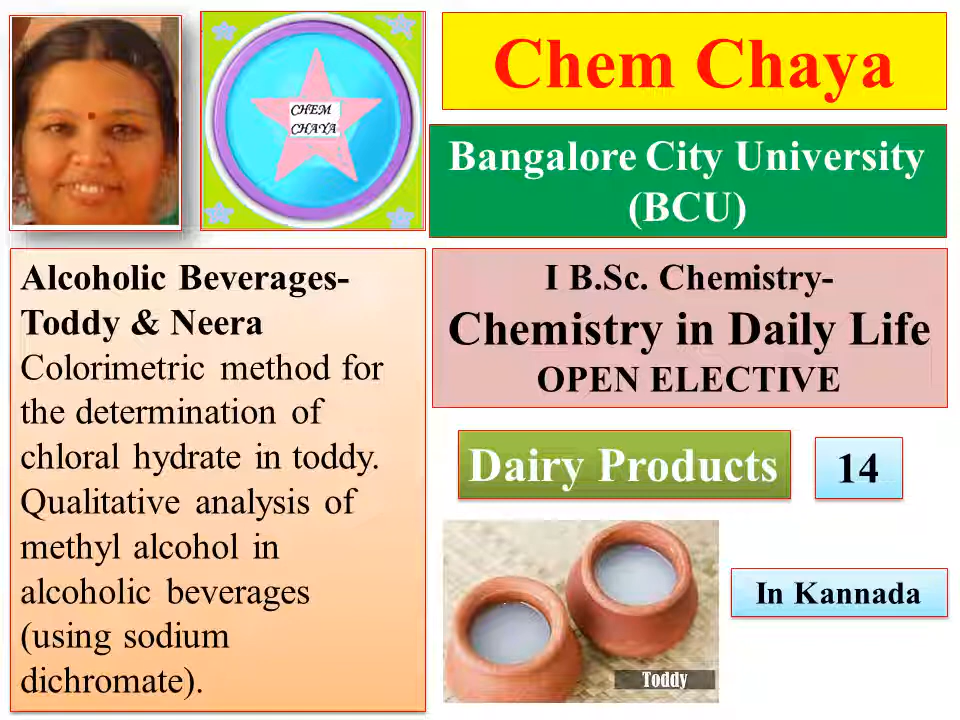 CHEM
CHAYA
Chem Chaya
Bangalore City University
(BCU)
Alcoholic Beverages-
Toddy & Neera
Colorimetric method for
the determination of
chloral hydrate in toddy.
Qualitative analysis of
methyl alcohol in
alcoholic beverages
(using sodium
dichromate).
I B.Sc. Chemistry-
Chemistry in Daily Life
OPEN ELECTIVE
Dairy Products
14
Toddy
In Kannada